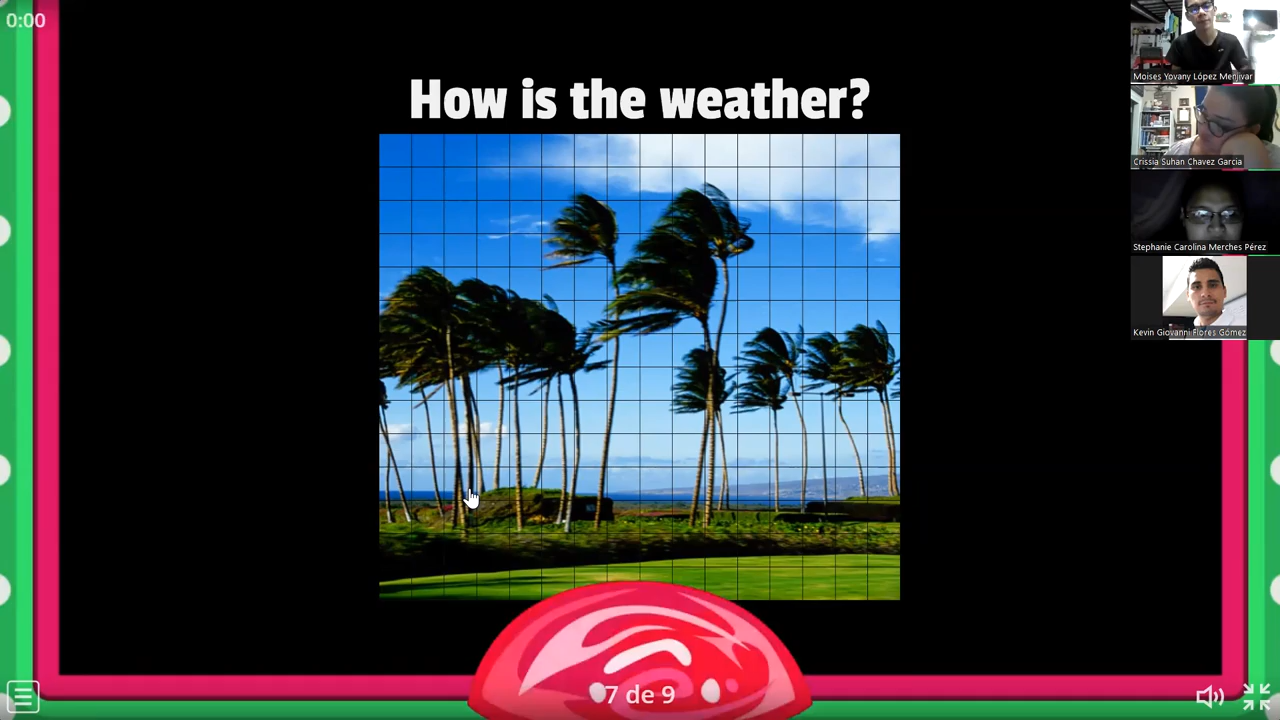 0:00
How is the weather?
Moises Yovany López Menjivar
Crissia Suhan Chavez Garcia
Stephanie Carolina Merches Pérez
Kevin Giovanni Flores Gómez
7 de 9